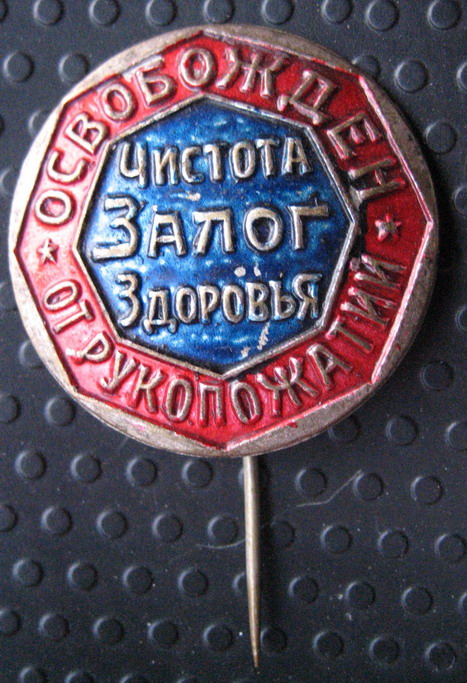 ОСВОБОЖДЕН
ОТ РУКОПОЖАТИЙ
ЧИСТОТА
ЗАЛОГ
ЗДОРОВЬЯ